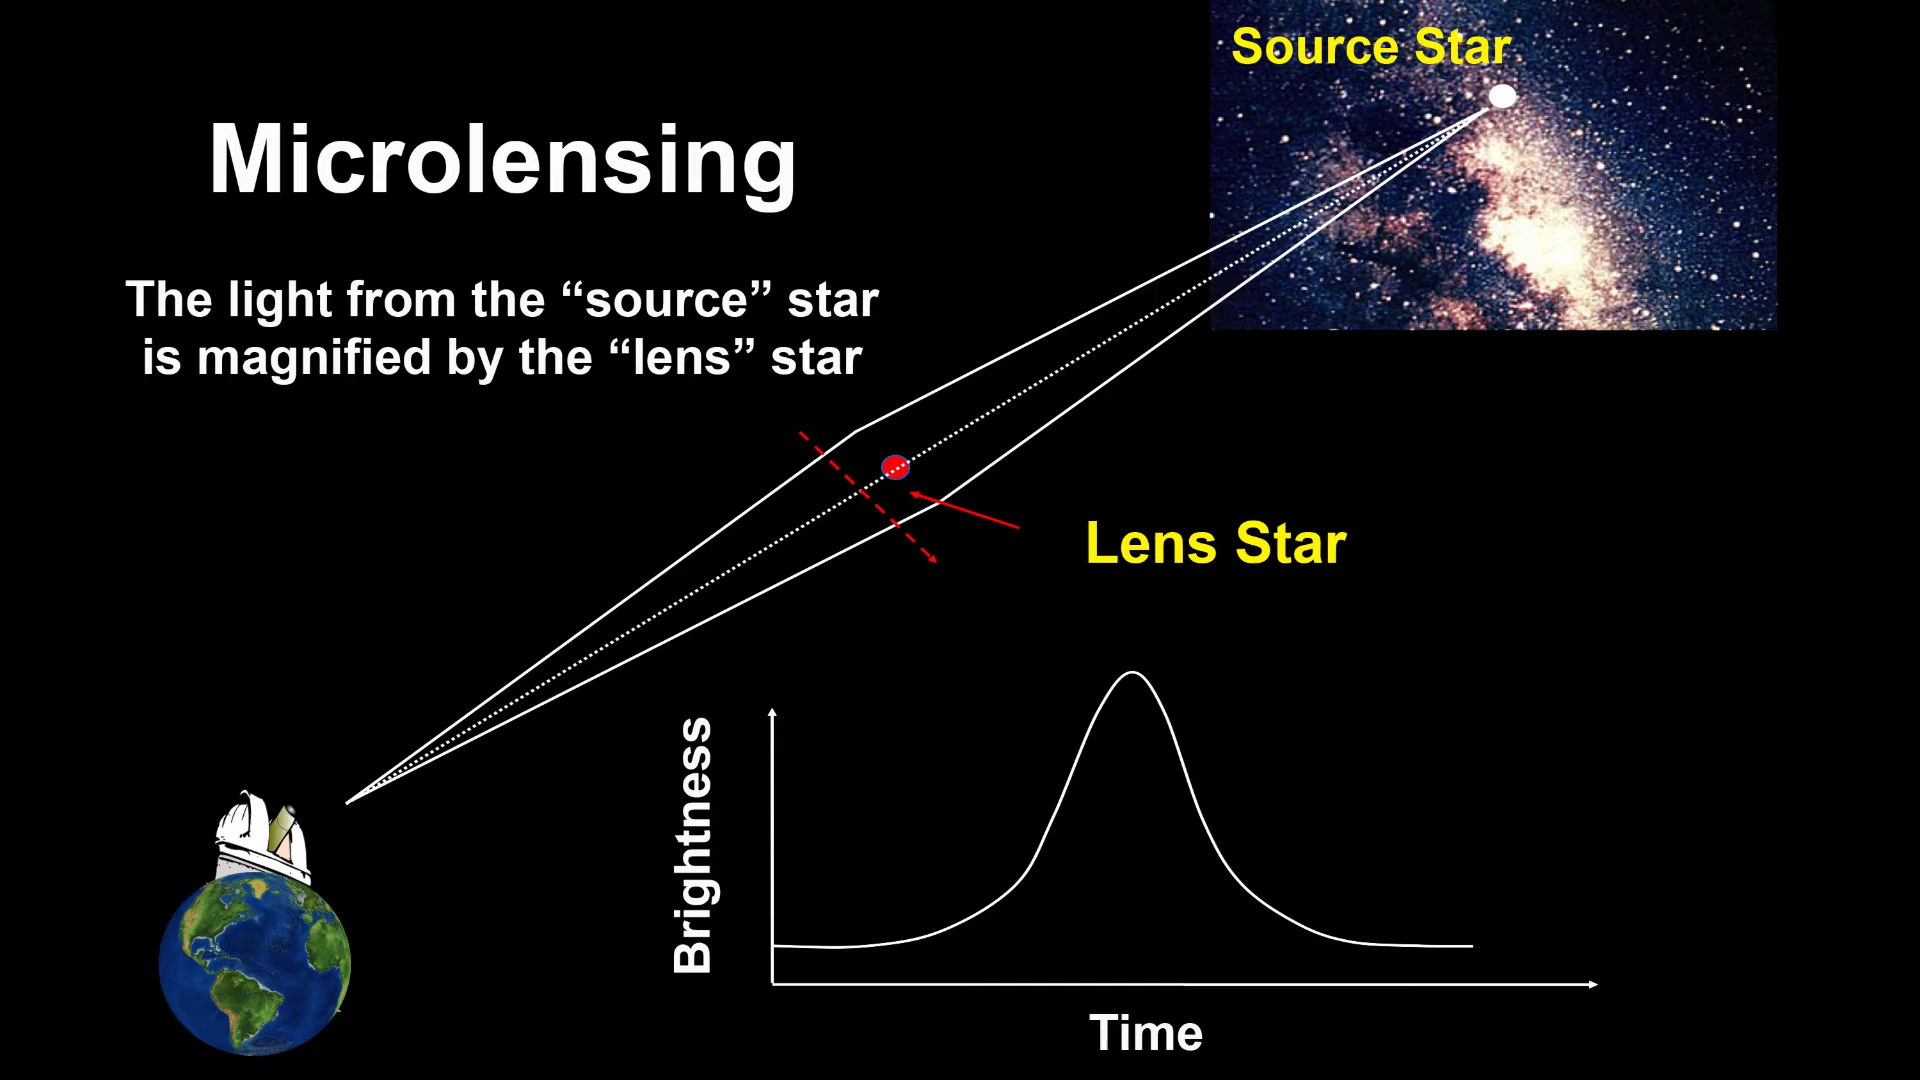 Source Star
Microlensing
The light from the “source” star
is magnified by the “lens” star
Lens Star
Brightness
Time